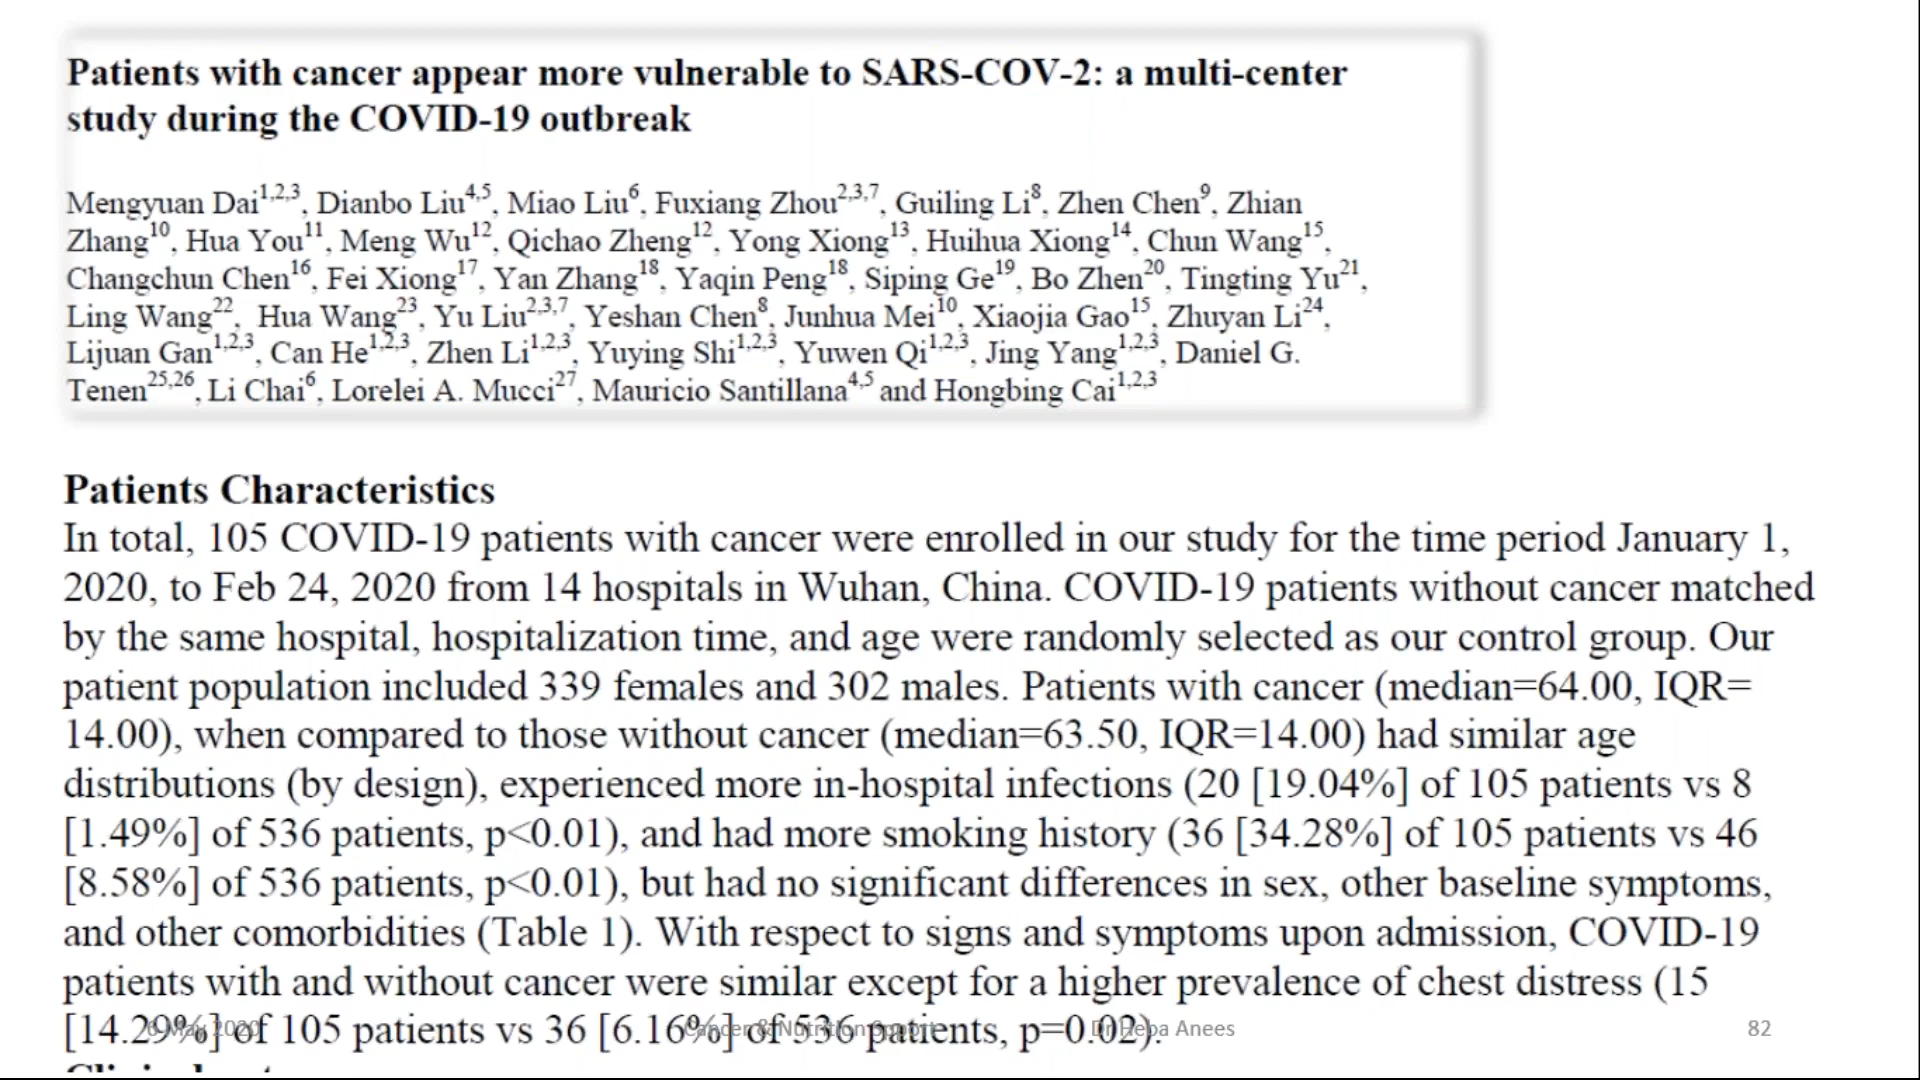 Patients with cancer appear more vulnerable to SARS-COV-2: a multi-center
study during the COVID-19 outbreak
Mengyuan Dai1,2,3, Dianbo Liu4,5, Miao Liu6, Fuxiang Zhou2,3,7, Guiling Li8, Zhen Chen9, Zhian
Zhang10, Hua You11, Meng Wu12, Qichao Zheng12, Yong Xiong13, Huihua Xiong14, Chun Wang15,
Changchun Chen16, Fei Xiong17, Yan Zhang18, Yaqin Peng18, Siping Ge19, Bo Zhen20, Tingting Yu21,
Ling Wang22, Hua Wang23, Yu Liu2,3,7, Yeshan Chen8, Junhua Mei10, Xiaojia Gao15, Zhuyan Li24,
Lijuan Gan1,2,3, Can He1,2,3, Zhen Li1,2,3, Yuying Shi1,2,3, Yuwen Qi1,2,3, Jing Yang1,2,3, Daniel G.
Tenen25,26, Li Chai6, Lorelei A. Mucci27, Mauricio Santillana4,5 and Hongbing Cai1,2,3
Patients Characteristics
In total, 105 COVID-19 patients with cancer were enrolled in our study for the time period January 1,
2020, to Feb 24, 2020 from 14 hospitals in Wuhan, China. COVID-19 patients without cancer matched
by the same hospital, hospitalization time, and age were randomly selected as our control group. Our
patient population included 339 females and 302 males. Patients with cancer (median=64.00, IQR=
14.00), when compared to those without cancer (median=63.50, IQR=14.00) had similar age
distributions (by design), experienced more in-hospital infections (20 [19.04%] of 105 patients vs 8
[1.49%] of 536 patients, p<0.01), and had more smoking history (36 [34.28%] of 105 patients vs 46
[8.58%] of 536 patients, p<0.01), but had no significant differences in sex, other baseline symptoms,
and other comorbidities (Table 1). With respect to signs and symptoms upon admission, COVID-19
patients with and without cancer were similar except for a higher prevalence of chest distress (15
[14.29%] of 105 patients vs 36 [6.16%] of 536 patients, p=0.02).
6 May 2020 Cancer & Nutrition Spport Dr Heba Anees 82